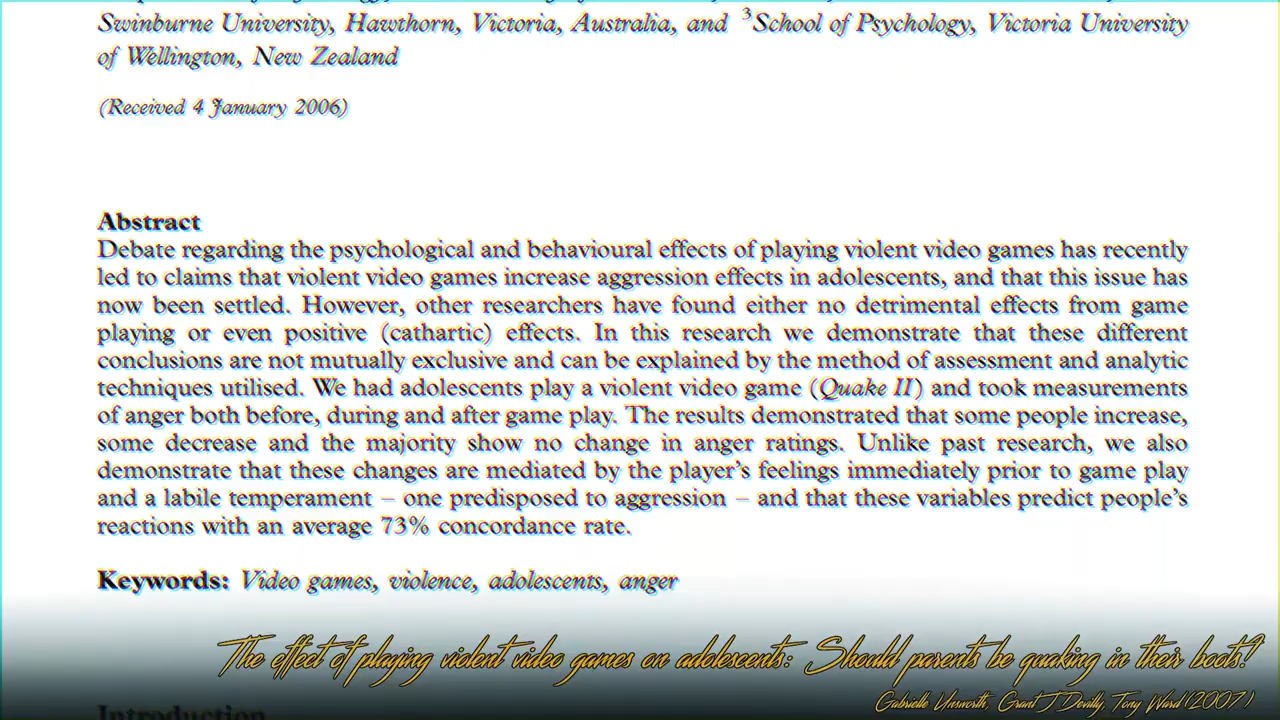 Swinburne University, Hawthorn, Victoria, Australia, and 3School of Psychology, Victoria University
of Wellington, New Zealand
(Received 4 January 2006)
Abstract
Debate regarding the psychological and behavioural effects of playing violent video games has recently
led to claims that violent video games increase aggression effects in adolescents, and that this issue has
now been settled. However, other researchers have found either no detrimental effects from game
playing or even positive (cathartic) effects. In this research we demonstrate that these different
conclusions are not mutually exclusive and can be explained by the method of assessment and analytic
techniques utilised. We had adolescents play a violent video game (Quake II) and took measurements
of anger both before, during and after game play. The results demonstrated that some people increase,
some decrease and the majority show no change in anger ratings. Unlike past research, we also
demonstrate that these changes are mediated by the player's feelings immediately prior to game play
and a labile temperament – one predisposed to aggression – and that these variables predict people's
reactions with an average 73% concordance rate.
Keywords: Video games, violence, adolescents, anger
The effect of playing violent video games on adolescents: Should parents be quaking in their boots?
Gabrielle Unsworth, Grant J Devilly, Tony Ward (2007)
Introduction